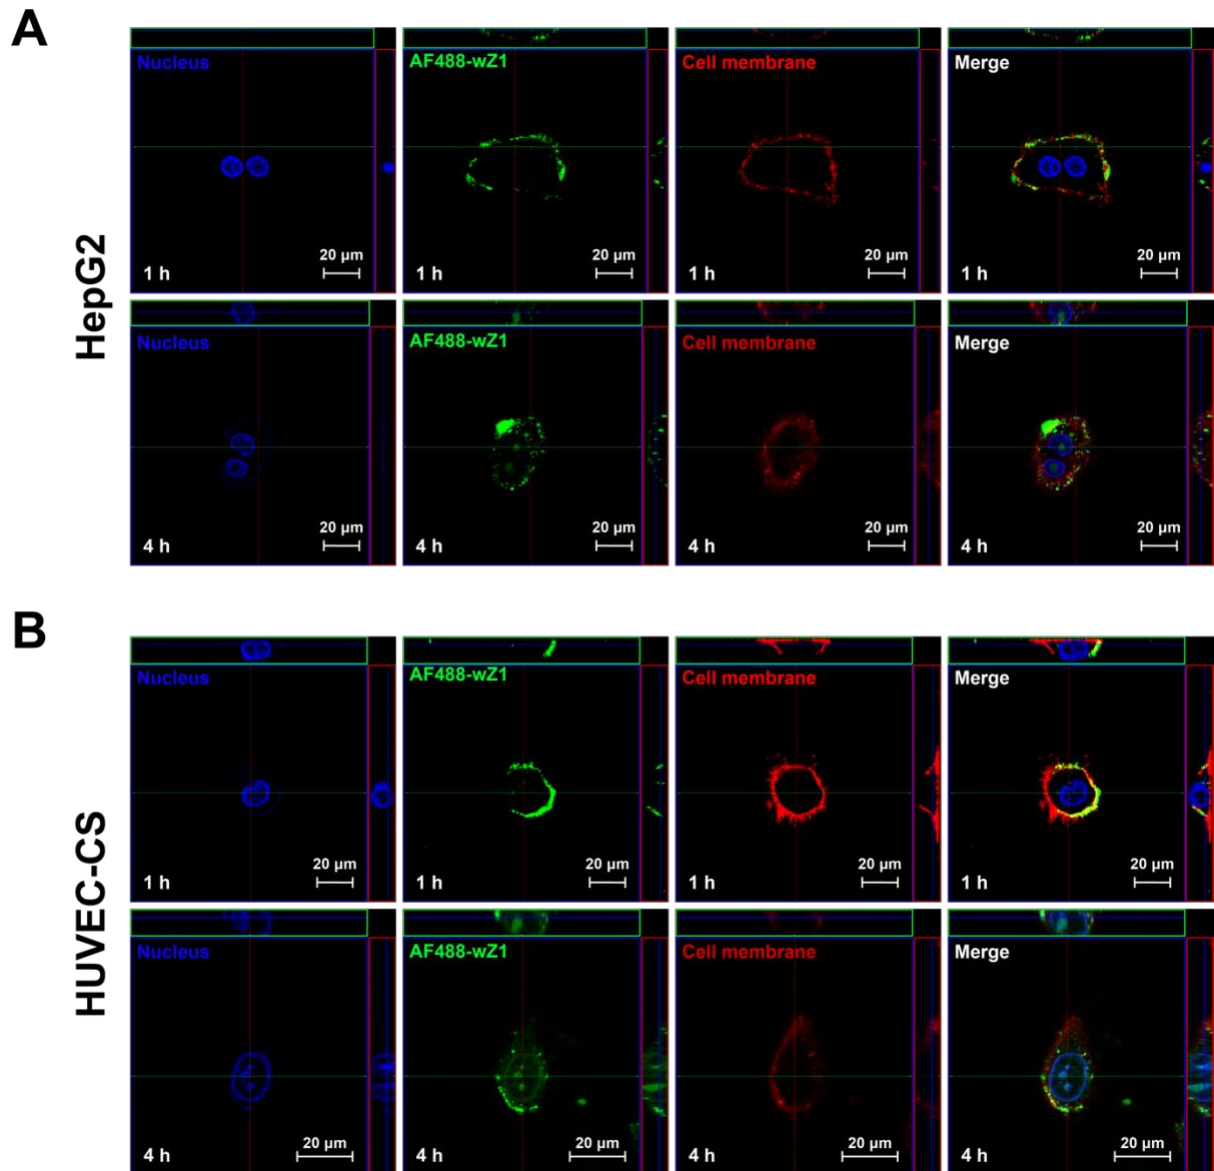 A
HepG2
Nucleus
AF488-wZ1
Cell membrane
Merge
20 µm
20 µm
20 µm
20 µm
1 h
1 h
1 h
1 h
Nucleus
AF488-wZ1
Cell membrane
Merge
20 µm
20 µm
20 µm
20 µm
4 h
4 h
4 h
4 h
B
HUVEC-CS
Nucleus
AF488-wZ1
Cell membrane
Merge
20 µm
20 µm
20 µm
20 µm
1 h
1 h
1 h
1 h
Nucleus
AF488-wZ1
Cell membrane
Merge
20 µm
20 µm
20 µm
20 µm
4 h
4 h
4 h
4 h